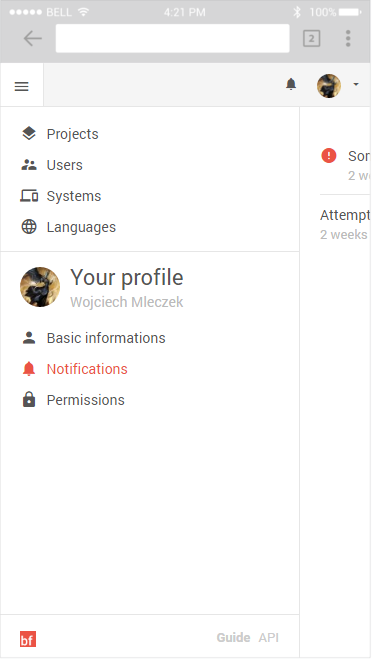 BELL 4:21 PM 100%
2
Projects
Users
Systems
Languages
Your profile
Wojciech Mleczek
Basic informations
Notifications
Permissions
2 w
Attempt
2 weeks
bf Guide API